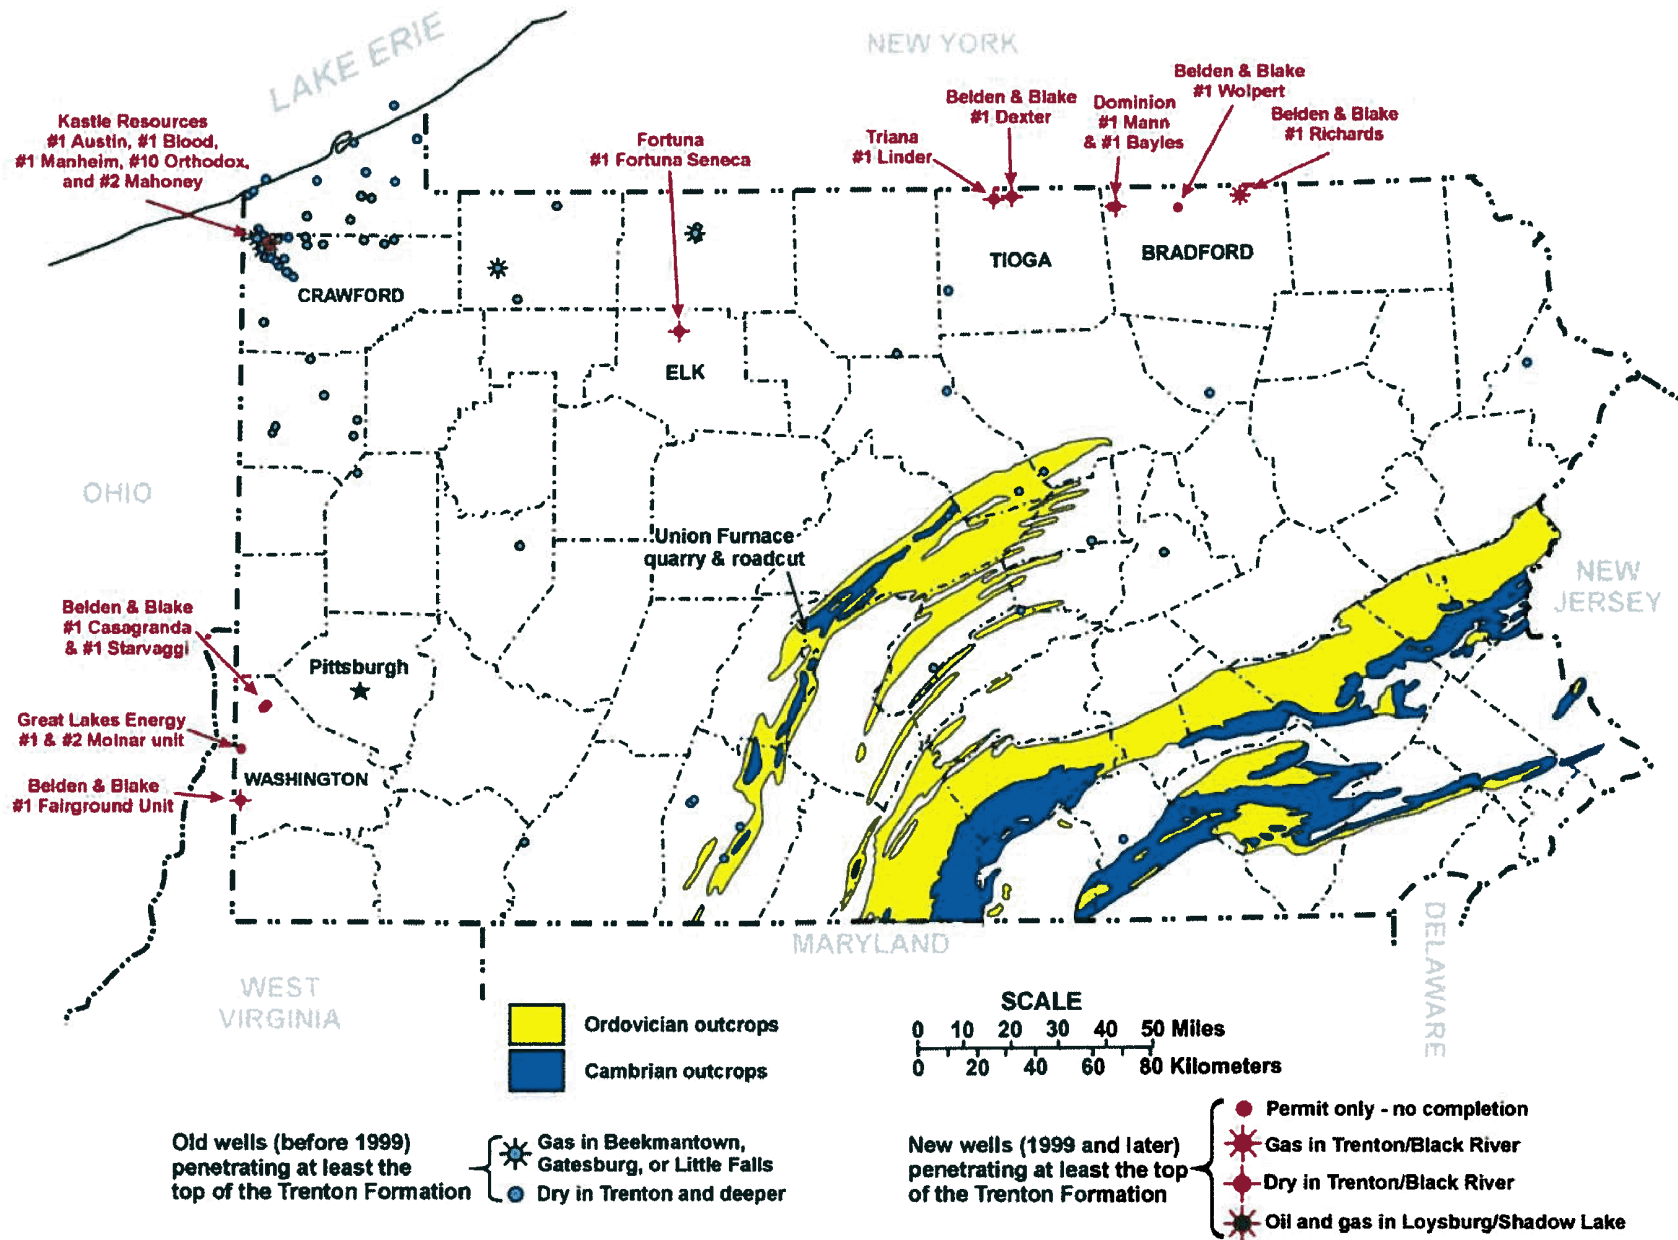 LAKE ERIE
NEW YORK
Kastle Resources
#1 Austin, #1 Blood,
#1 Manheim, #10 Orthodox,
and #2 Mahoney
Fortuna
#1 Fortuna Seneca
Triana
#1 Linder
Belden & Blake
#1 Dexter
Dominion
#1 Mann
& #1 Bayles
Belden & Blake
#1 Wolpert
Belden & Blake
#1 Richards
CRAWFORD
TIOGA
BRADFORD
ELK
OHIO
Union Furnace
quarry & roadcut
NEW
JERSEY
Belden & Blake
#1 Casagranda
& #1 Starvaggi
Pittsburgh
Great Lakes Energy
#1 & #2 Molnar unit
WASHINGTON
Belden & Blake
#1 Fairground Unit
MARYLAND
DELAWARE
WEST
VIRGINIA
Ordovician outcrops
Cambrian outcrops
SCALE
0 10 20 30 40 50 Miles
0 20 40 60 80 Kilometers
Old wells (before 1999)
penetrating at least the
top of the Trenton Formation
Gas in Beekmantown,
Gatesburg, or Little Falls
Dry in Trenton and deeper
New wells (1999 and later)
penetrating at least the top
of the Trenton Formation
Permit only - no completion
Gas in Trenton/Black River
Dry in Trenton/Black River
Oil and gas in Loysburg/Shadow Lake